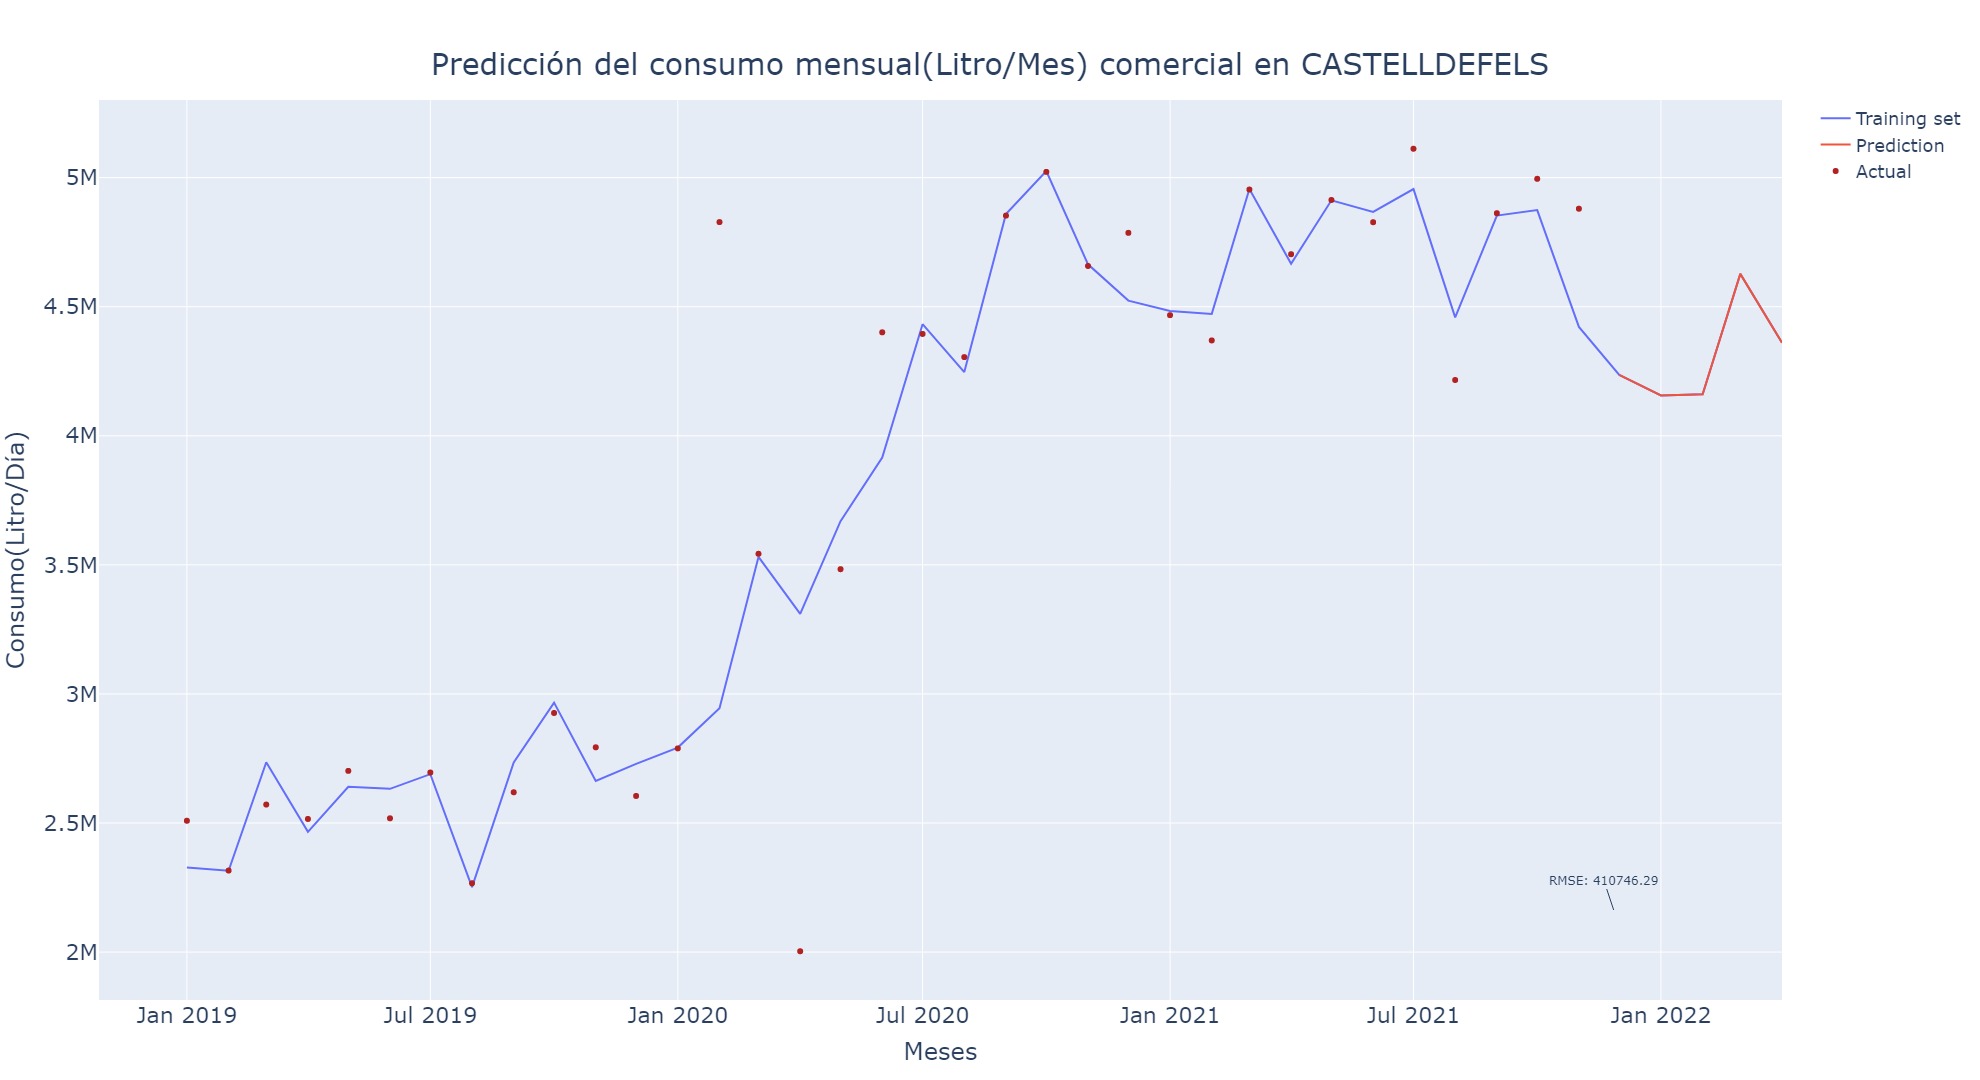 Predicción del consumo mensual(Litro/Mes) comercial en CASTELLDEFELS
Training set
Prediction
Actual
5M
4.5M
4M
3.5M
3M
2.5M
2M
Consumo(Litro/Día)
RMSE: 410746.29
Jan 2019
Jul 2019
Jan 2020
Jul 2020
Jan 2021
Jul 2021
Jan 2022
Meses